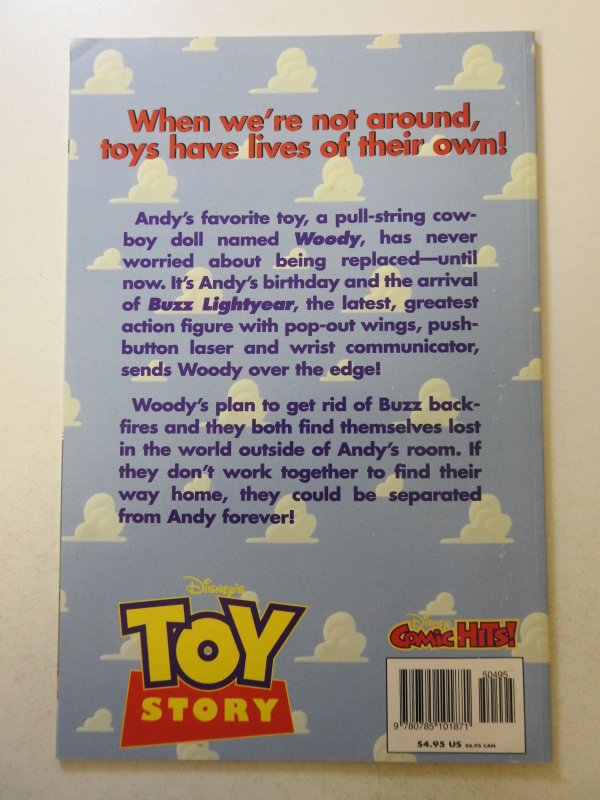 When we're not around,
toys have lives of their own!
Andy's favorite toy, a pull-string cow-
boy doll named Woody, has never
worried about being replaced—until
now. It's Andy's birthday and the arrival
of Buzz Lightyear, the latest, greatest
action figure with pop-out wings, push-
button laser and wrist communicator,
sends Woody over the edge!
Woody's plan to get rid of Buzz back-
fires and they both find themselves lost
in the world outside of Andy's room. If
they don't work together to find their
way home, they could be separated
from Andy forever!
Disney's
TOY
STORY
Disney
Comic HiTs!
50495
9 780785 101871
$4.95 US $6.95 CAN